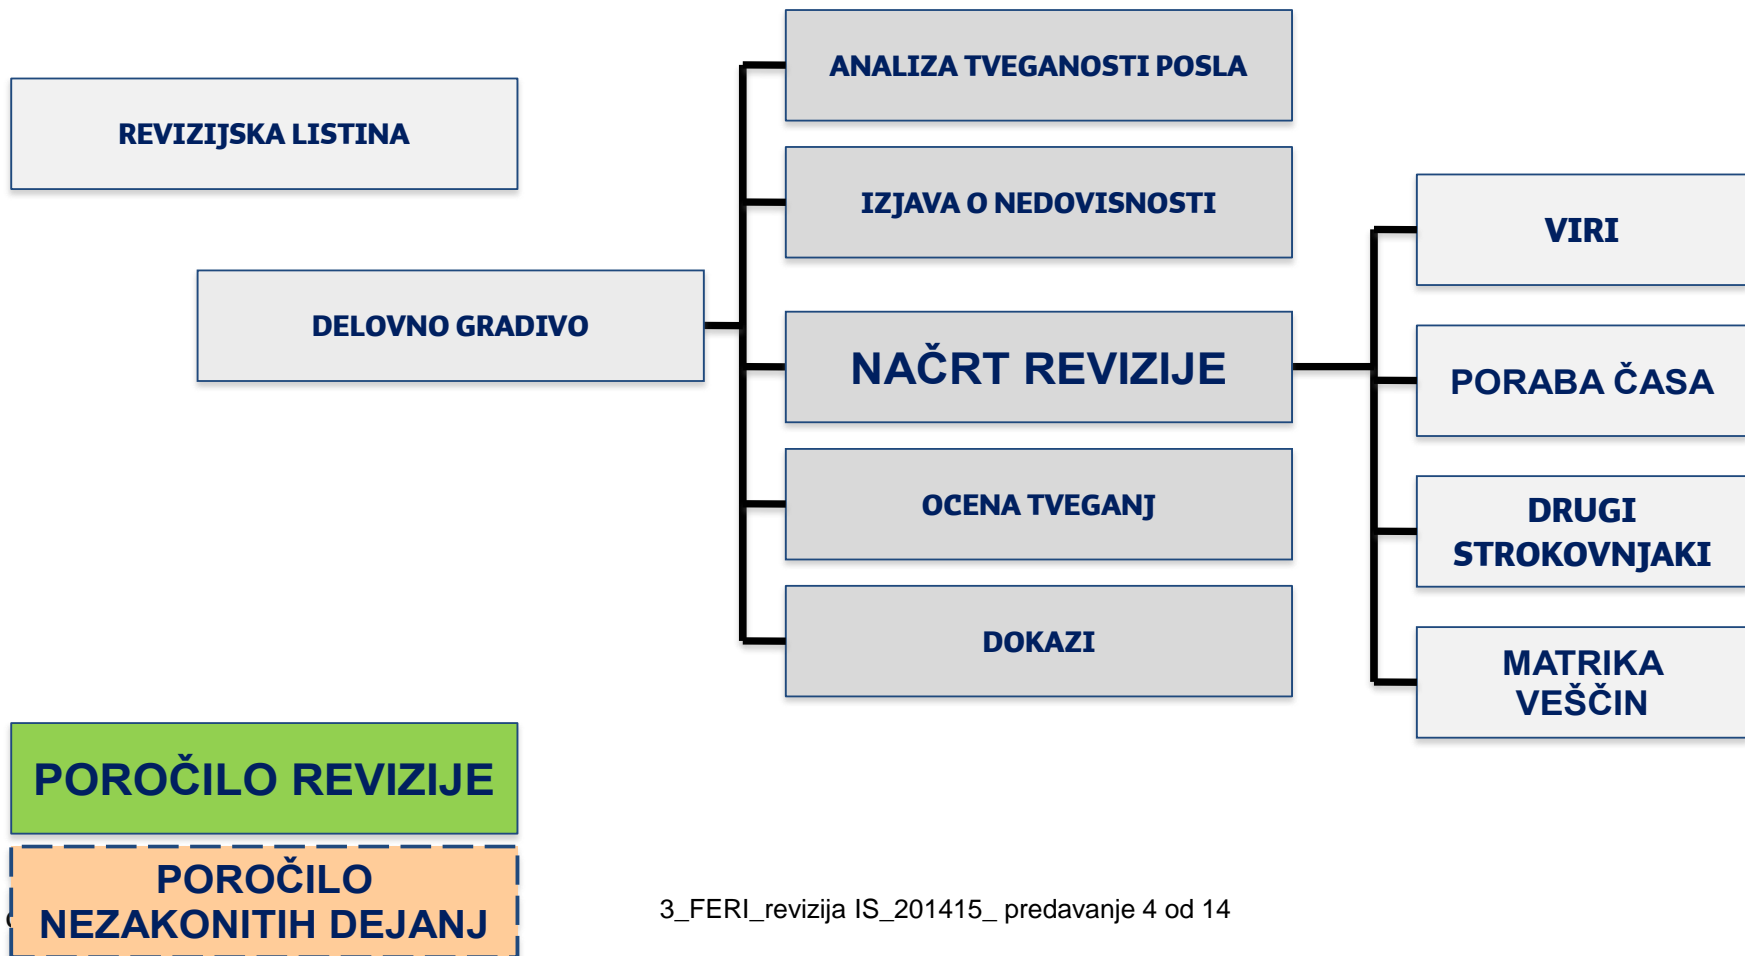 REVIZIJSKA LISTINA
DELOVNO GRADIVO
ANALIZA TVEGANOSTI POSLA
IZJAVA O NEDOVISNOSTI
NAČRT REVIZIJE
OCENA TVEGANJ
DOKAZI
VIRI
PORABA ČASA
DRUGI
STROKOVNJAKI
MATRIKA
VEŠČIN
POROČILO REVIZIJE
POROČILO
NEZAKONITIH DEJANJ
3_FERI_revizija IS_201415_ predavanje 4 od 14